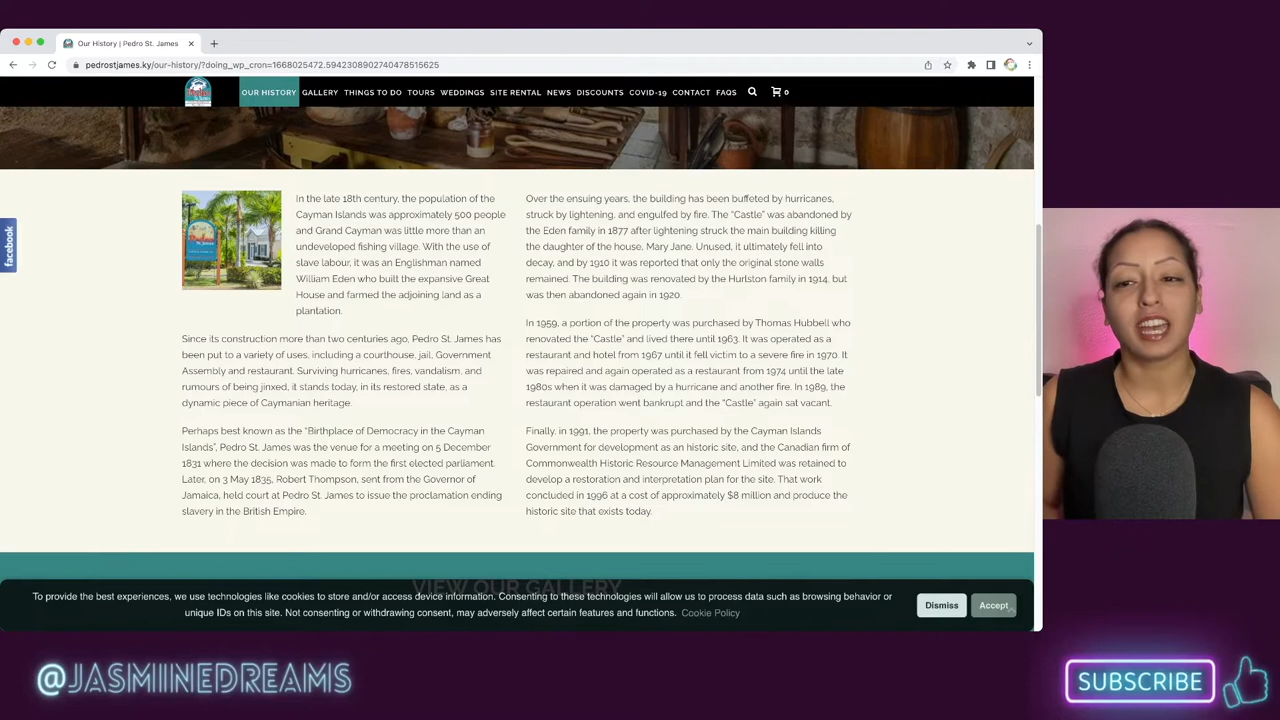 Our History | Pedro St. James
pedrostjames.ky/our-history/?doing_wp_cron=1668025472.5942308902740478515625
OUR HISTORY GALLERY THINGS TO DO TOURS WEDDINGS SITE RENTAL NEWS DISCOUNTS COVID-19 CONTACT FAQS 0
facebook
In the late 18th century, the population of the
Cayman Islands was approximately 500 people
and Grand Cayman was little more than an
undeveloped fishing village. With the use of
slave labour, it was an Englishman named
William Eden who built the expansive Great
House and farmed the adjoining land as a
plantation.
Since its construction more than two centuries ago, Pedro St. James has
been put to a variety of uses, including a courthouse, jail, Government
Assembly and restaurant. Surviving hurricanes, fires, vandalism, and
rumours of being jinxed, it stands today, in its restored state, as a
dynamic piece of Caymanian heritage.
Perhaps best known as the “Birthplace of Democracy in the Cayman
Islands”, Pedro St. James was the venue for a meeting on 5 December
1831 where the decision was made to form the first elected parliament.
Later, on 3 May 1835, Robert Thompson, sent from the Governor of
Jamaica, held court at Pedro St. James to issue the proclamation ending
slavery in the British Empire.
Over the ensuing years, the building has been buffeted by hurricanes,
struck by lightening, and engulfed by fire. The “Castle” was abandoned by
the Eden family in 1877 after lightening struck the main building killing
the daughter of the house, Mary Jane. Unused, it ultimately fell into
decay, and by 1910 it was reported that only the original stone walls
remained. The building was renovated by the Hurlston family in 1914, but
was then abandoned again in 1920.
In 1959, a portion of the property was purchased by Thomas Hubbell who
renovated the “Castle” and lived there until 1963. It was operated as a
restaurant and hotel from 1967 until it fell victim to a severe fire in 1970. It
was repaired and again operated as a restaurant from 1974 until the late
1980s when it was damaged by a hurricane and another fire. In 1989, the
restaurant operation went bankrupt and the “Castle” again sat vacant.
Finally, in 1991, the property was purchased by the Cayman Islands
Government for development as an historic site, and the Canadian firm of
Commonwealth Historic Resource Management Limited was retained to
develop a restoration and interpretation plan for the site. That work
concluded in 1996 at a cost of approximately $8 million and produce the
historic site that exists today.
VIEW OUR GALLERY
To provide the best experiences, we use technologies like cookies to store and/or access device information. Consenting to these technologies will allow us to process data such as browsing behavior or
unique IDs on this site. Not consenting or withdrawing consent, may adversely affect certain features and functions. Cookie Policy
Dismiss
Accept
@JASMIINEDREAMS
SUBSCRIBE